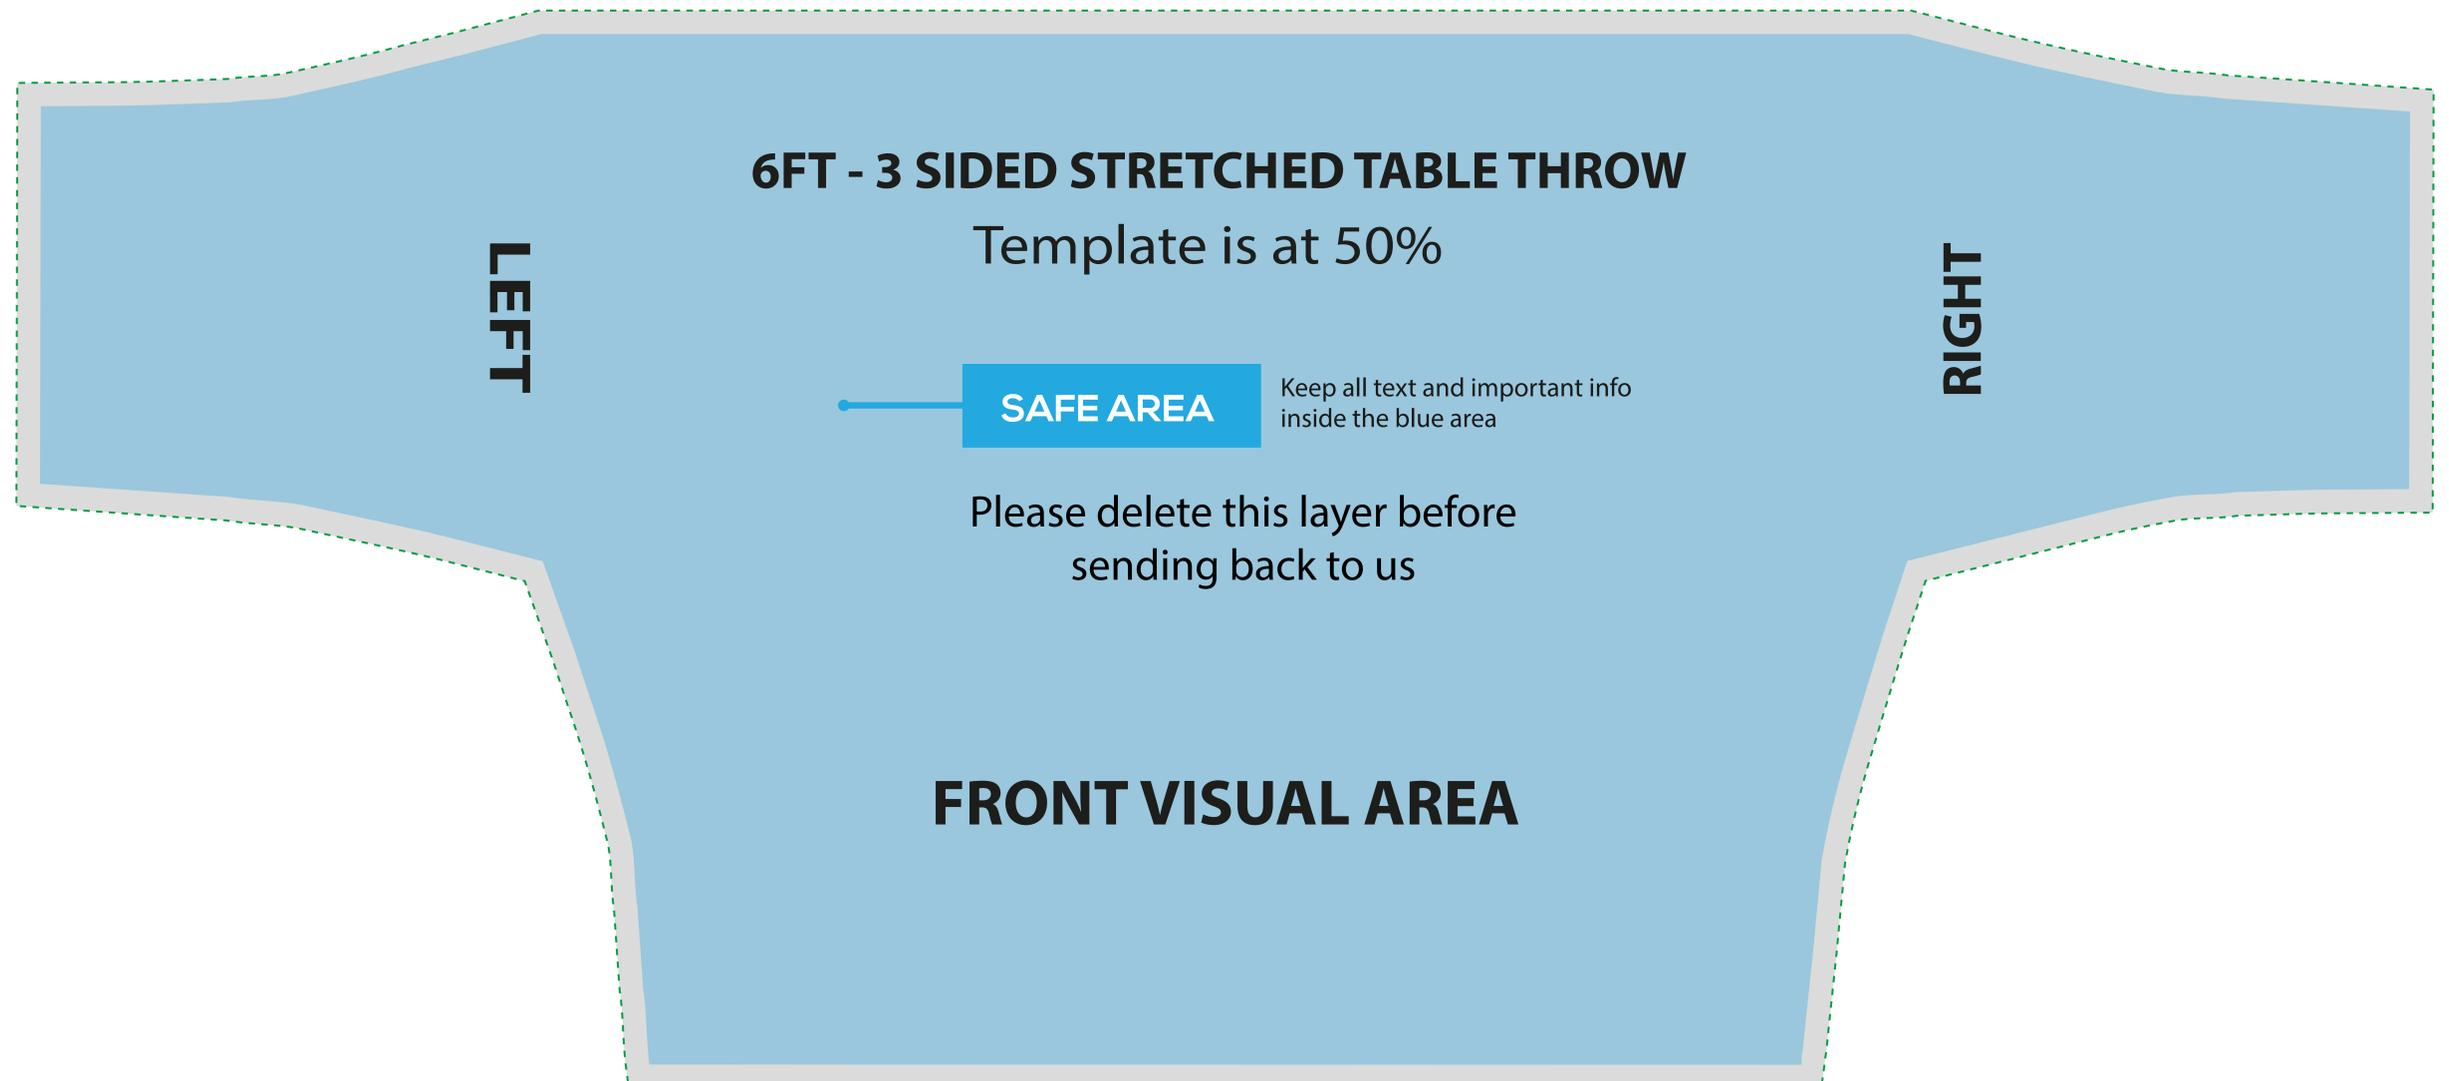 6FT - 3 SIDED STRETCHED TABLE THROW
Template is at 50%
LEFT
RIGHT
SAFE AREA
Keep all text and important info
inside the blue area
Please delete this layer before
sending back to us
FRONT VISUAL AREA